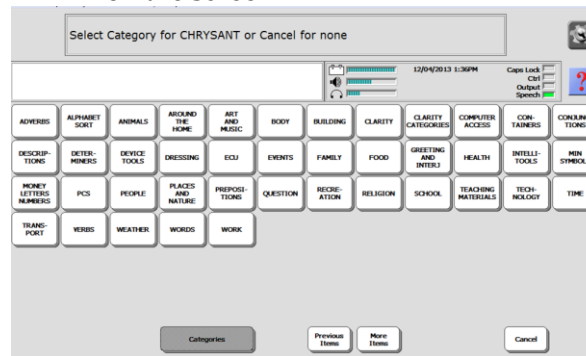 Select Category for CHRYSANT or Cancel for none
12/04/2013 1:36PM
Caps Lock
Ctrl
Output
Speech
?
ADVERBS
ALPHABET
SORT
ANIMALS
AROUND
THE
HOME
ART
AND
MUSIC
BODY
BUILDING
CLARITY
CLARITY
CATEGORIES
COMPUTER
ACCESS
CON-
TAINERS
CONJUNC
TIONS
DESCRIP-
TIONS
DETER-
MINERS
DEVICE
TOOLS
DRESSING
ECU
EVENTS
FAMILY
FOOD
GREETING
AND
INTERJ
HEALTH
INTELLI-
TOOLS
MIN
SYMBOL
MONEY
LETTERS
NUMBERS
PCS
PEOPLE
PLACES
AND
NATURE
PREPOSI-
TIONS
QUESTION
RECRE-
ATION
RELIGION
SCHOOL
TEACHING
MATERIALS
TECH-
NOLOGY
TIME
TRANS-
PORT
VERBS
WEATHER
WORDS
WORK
Categories
Previous
Items
More
Items
Cancel